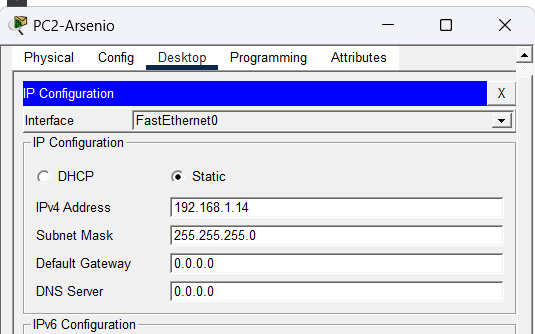 PC2-Arsenio
Physical Config Desktop Programming Attributes
IP Configuration X
Interface FastEthernet0
IP Configuration
DHCP Static
IPv4 Address 192.168.1.14
Subnet Mask 255.255.255.0
Default Gateway 0.0.0.0
DNS Server 0.0.0.0
IPv6 Configuration